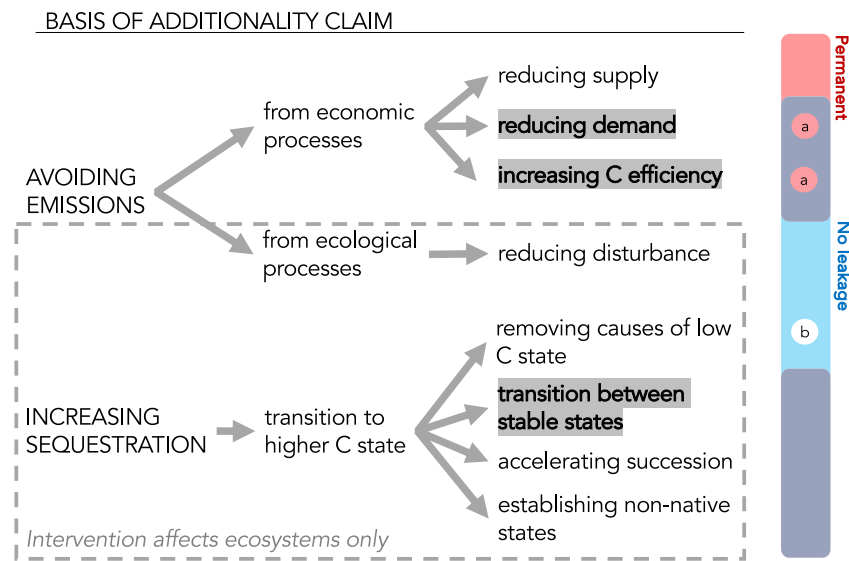 BASIS OF ADDITIONALITY CLAIM
AVOIDING
EMISSIONS
from economic
processes
reducing supply
reducing demand
increasing C efficiency
from ecological
processes
reducing disturbance
INCREASING
SEQUESTRATION
transition to
higher C state
removing causes of low
C state
transition between
stable states
accelerating succession
establishing non-native
states
Intervention affects ecosystems only
Permanent
a
a
No leakage
b